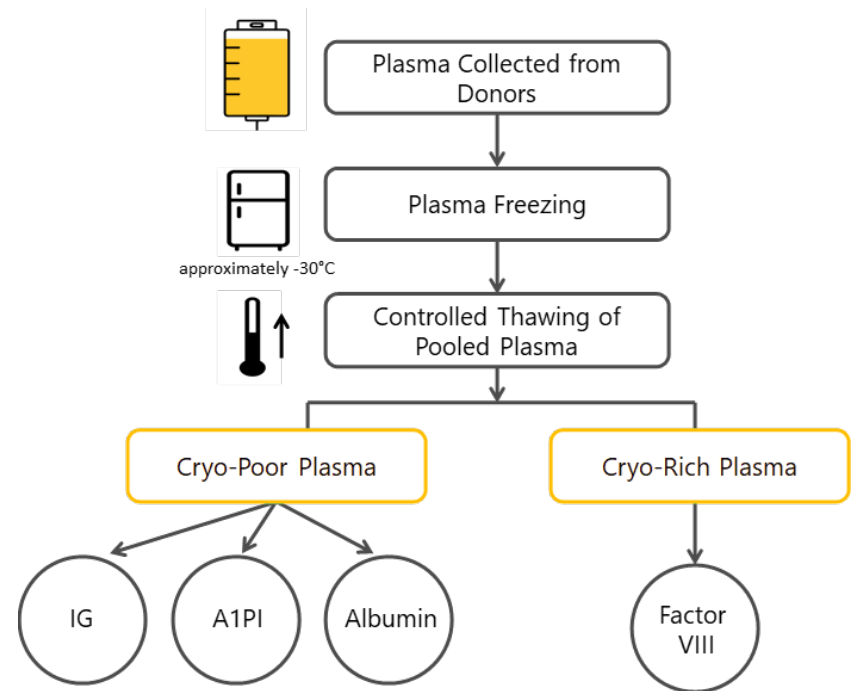 Plasma Collected from
Donors
Plasma Freezing
approximately -30°C
Controlled Thawing of
Pooled Plasma
Cryo-Poor Plasma
Cryo-Rich Plasma
IG
A1PI
Albumin
Factor
VIII